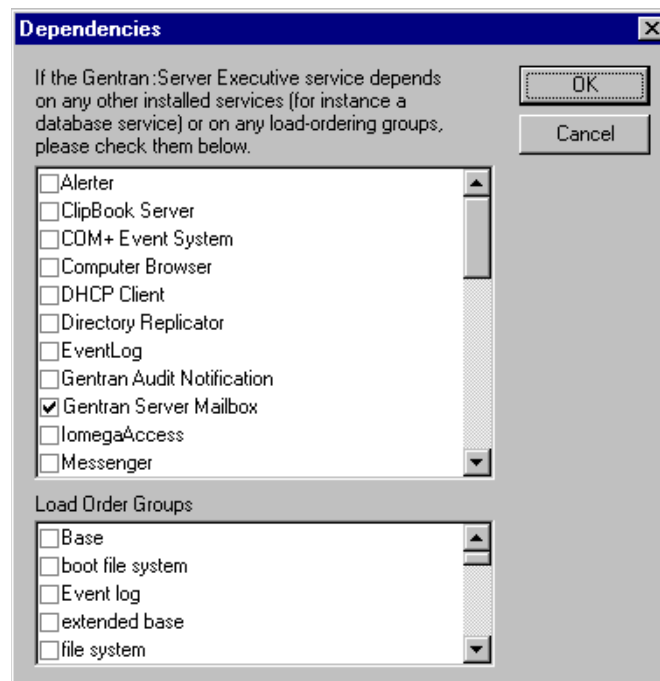 Dependencies
If the Gentran:Server Executive service depends
on any other installed services (for instance a
database service) or on any load-ordering groups,
please check them below.
OK
Cancel
Alerter
ClipBook Server
COM+ Event System
Computer Browser
DHCP Client
Directory Replicator
EventLog
Gentran Audit Notification
Gentran Server Mailbox
IomegaAccess
Messenger
Load Order Groups
Base
boot file system
Event log
extended base
file system